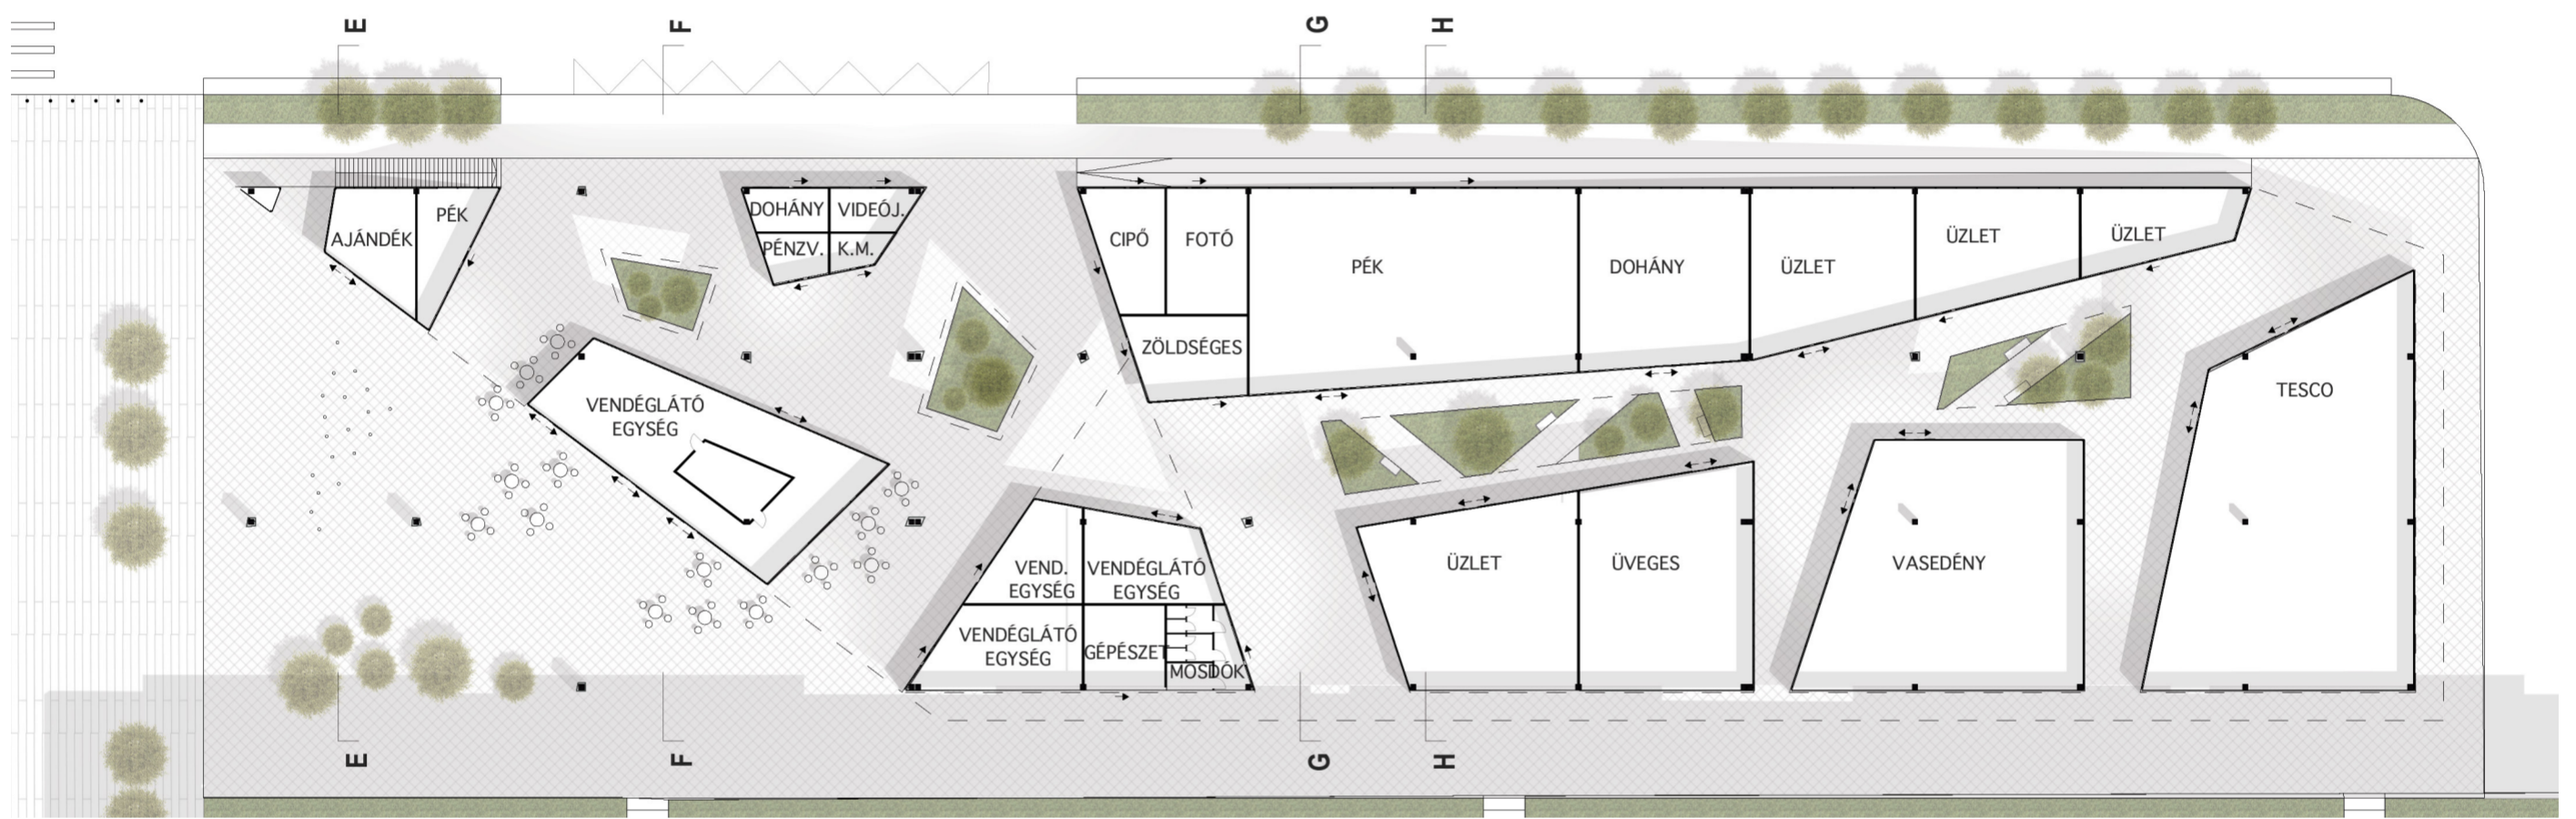 E
F
G
H
AJÁNDÉK
PÉK
DOHÁNY
VIDEÓJ.
PÉNZV.
K.M.
CIPŐ
FOTÓ
ZÖLDSÉGES
PÉK
DOHÁNY
ÜZLET
ÜZLET
ÜZLET
TESCO
VENDÉGLÁTÓ
EGYSÉG
VEND.
EGYSÉG
VENDÉGLÁTÓ
EGYSÉG
VENDÉGLÁTÓ
EGYSÉG
GÉPÉSZET
MOSDÓK
ÜZLET
ÜVEGES
VASEDÉNY
E
F
G
H